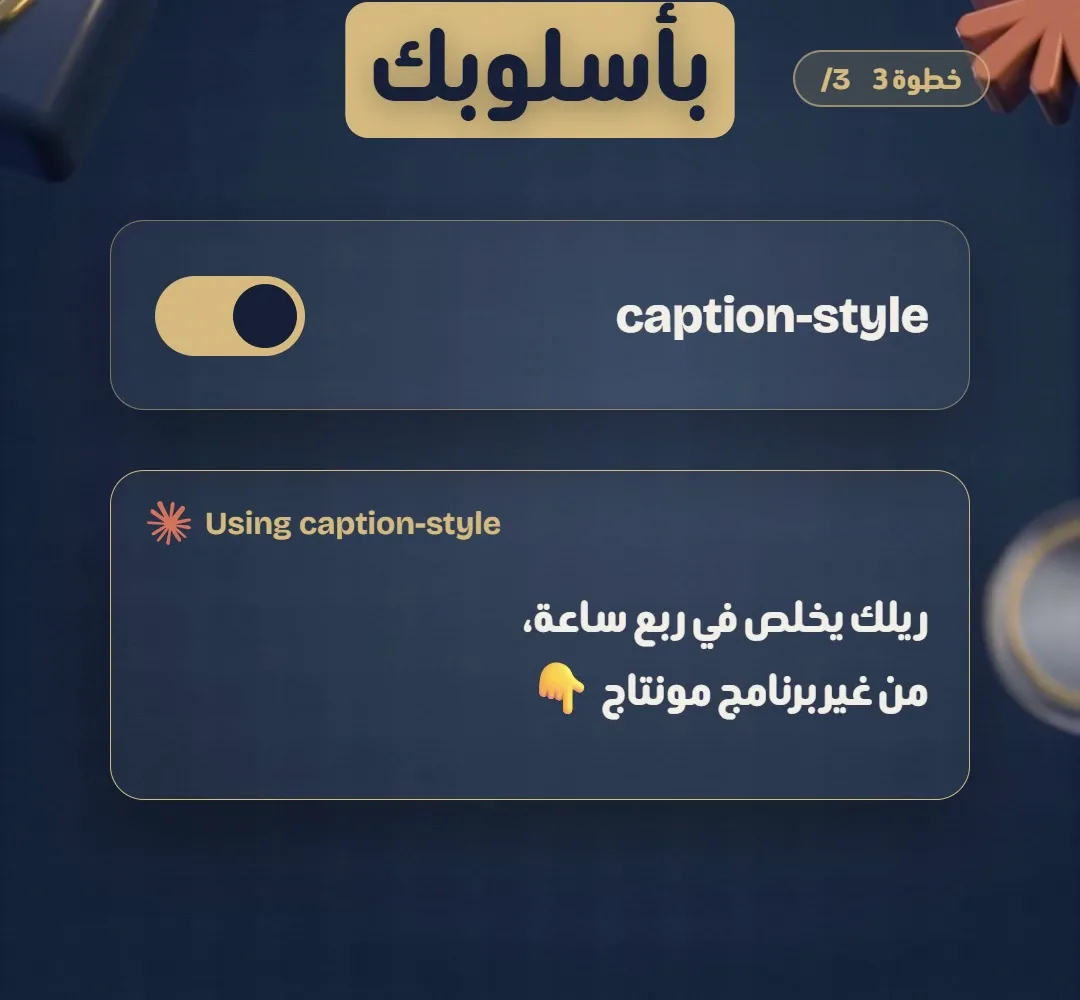 بأسلوبك
خطوة 3 /3
caption-style
Using caption-style
ريلك يخلص في ربع ساعة،
من غير برنامج مونتاج 👇